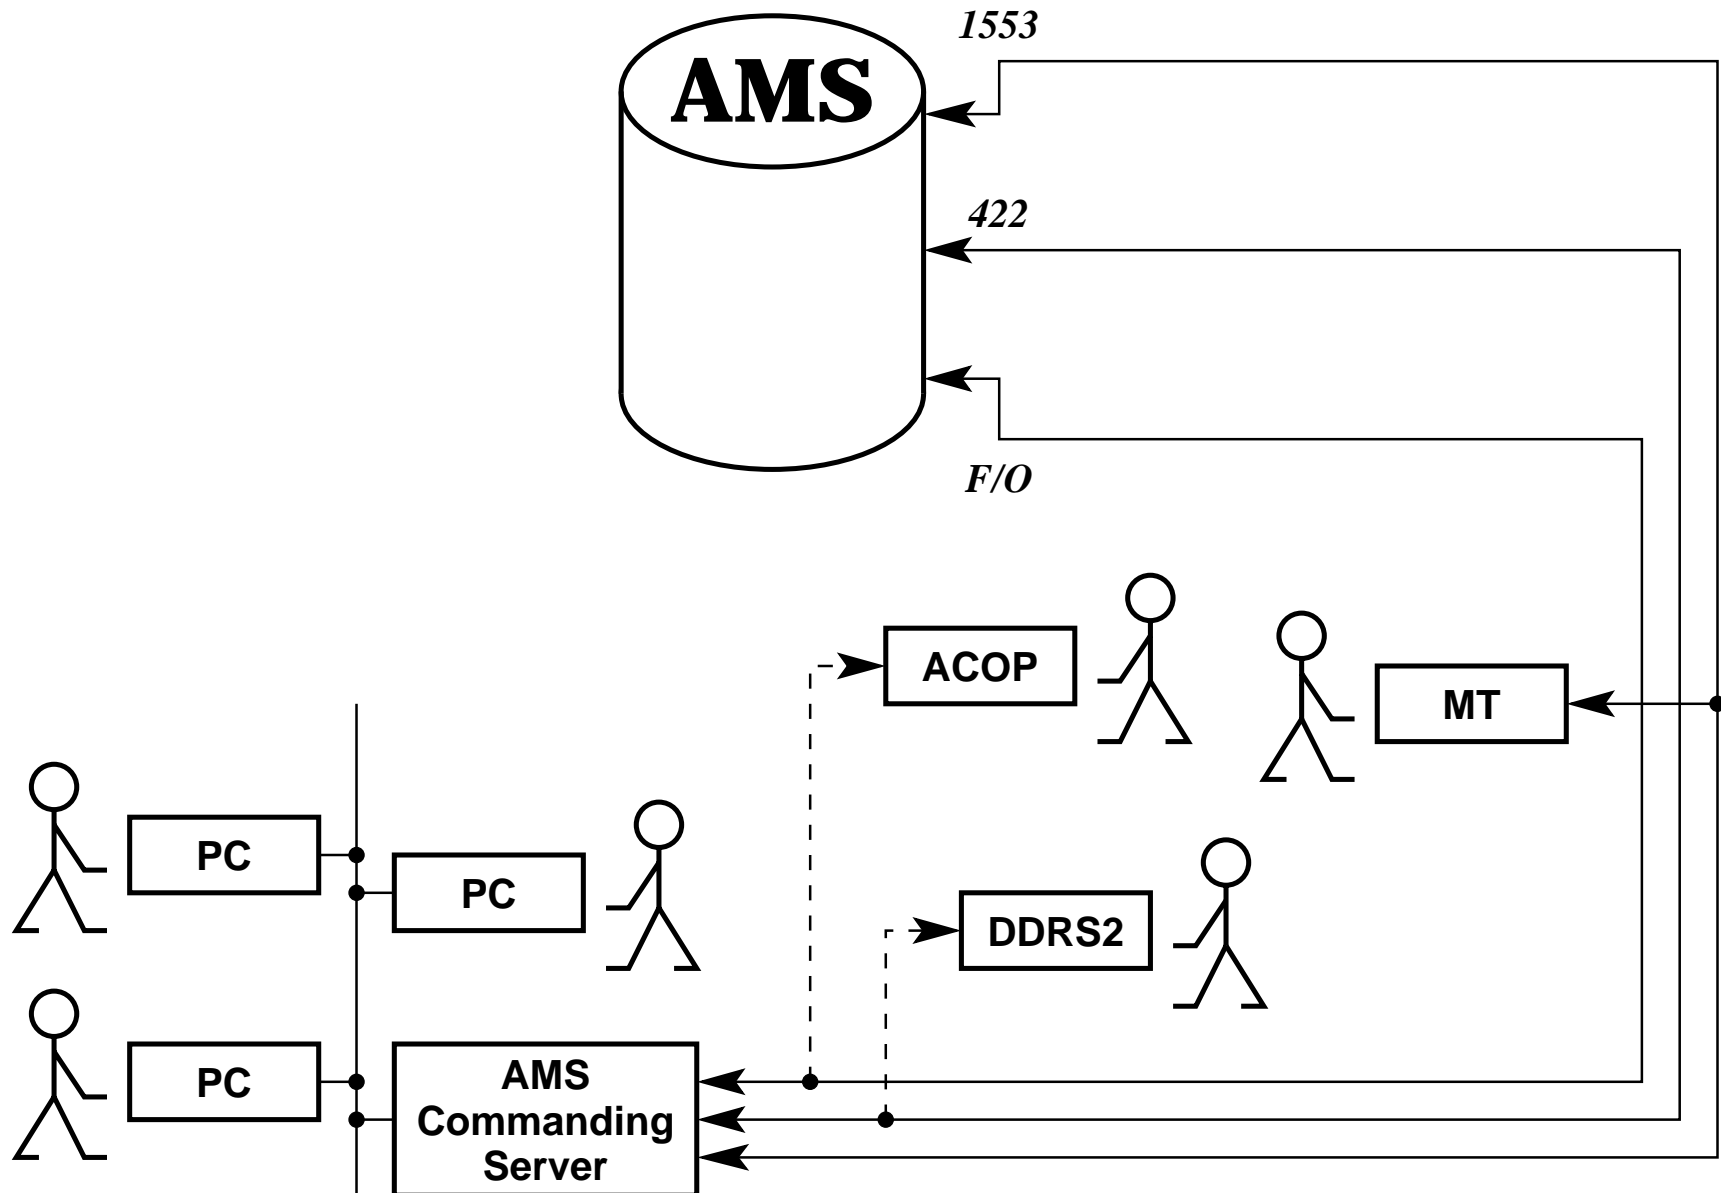 1553
AMS
422
F/O
ACOP
MT
PC
PC
DDRS2
PC
AMS
Commanding
Server